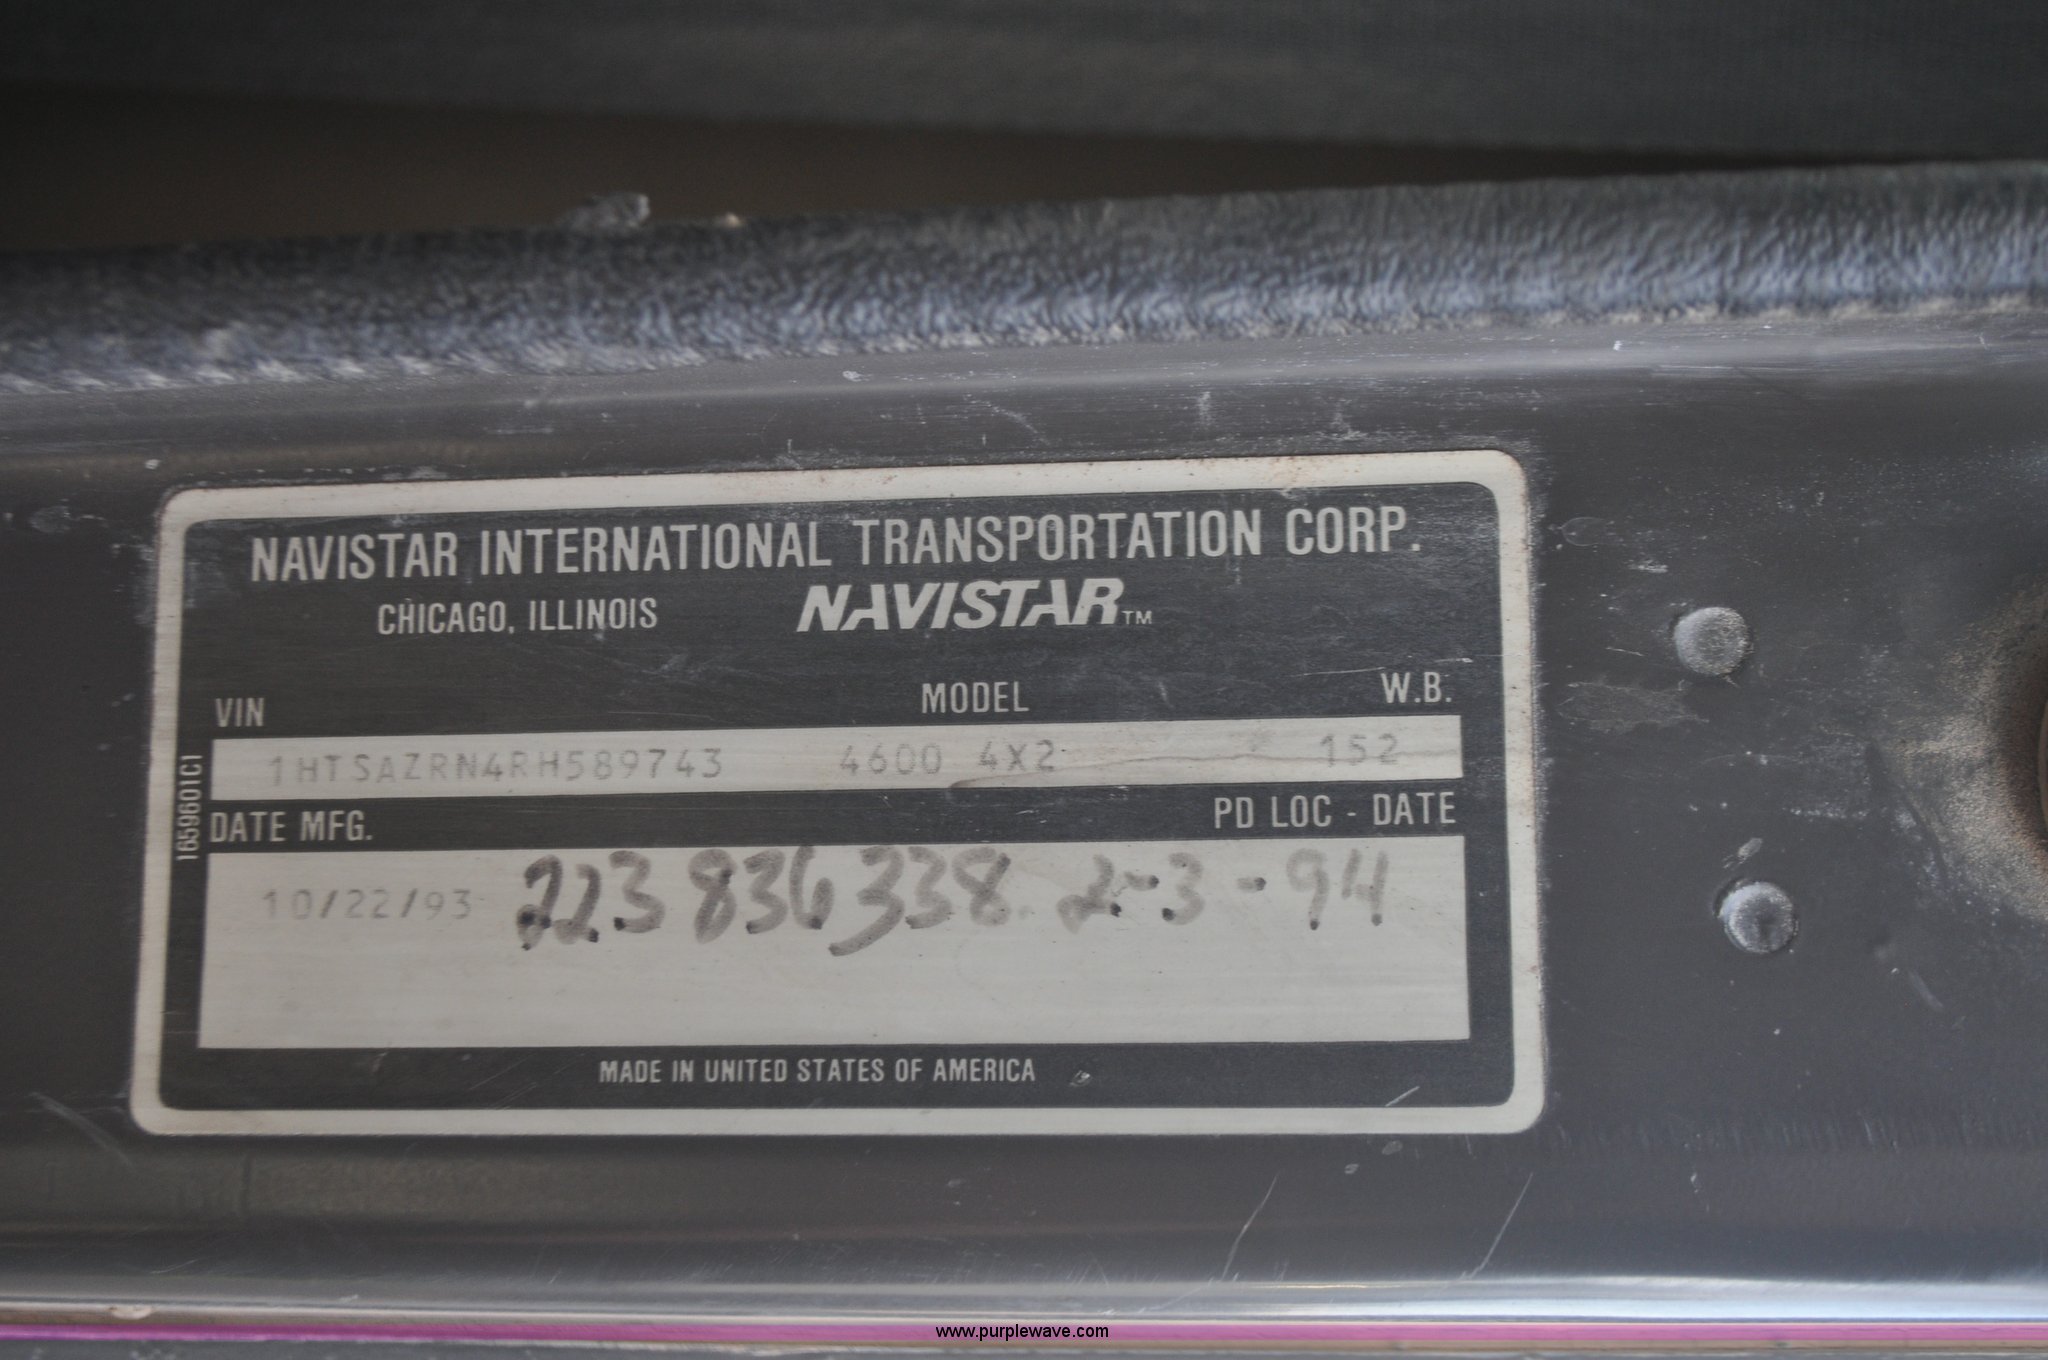 NAVISTAR INTERNATIONAL TRANSPORTATION CORP.
CHICAGO, ILLINOIS NAVISTAR™
VIN MODEL W.B.
1HTSAZRN4RH589743 4600 4X2 152
1659601C1
DATE MFG. PD LOC - DATE
10/22/93 223 836 338 2-3-94
MADE IN UNITED STATES OF AMERICA
www.purplewave.com